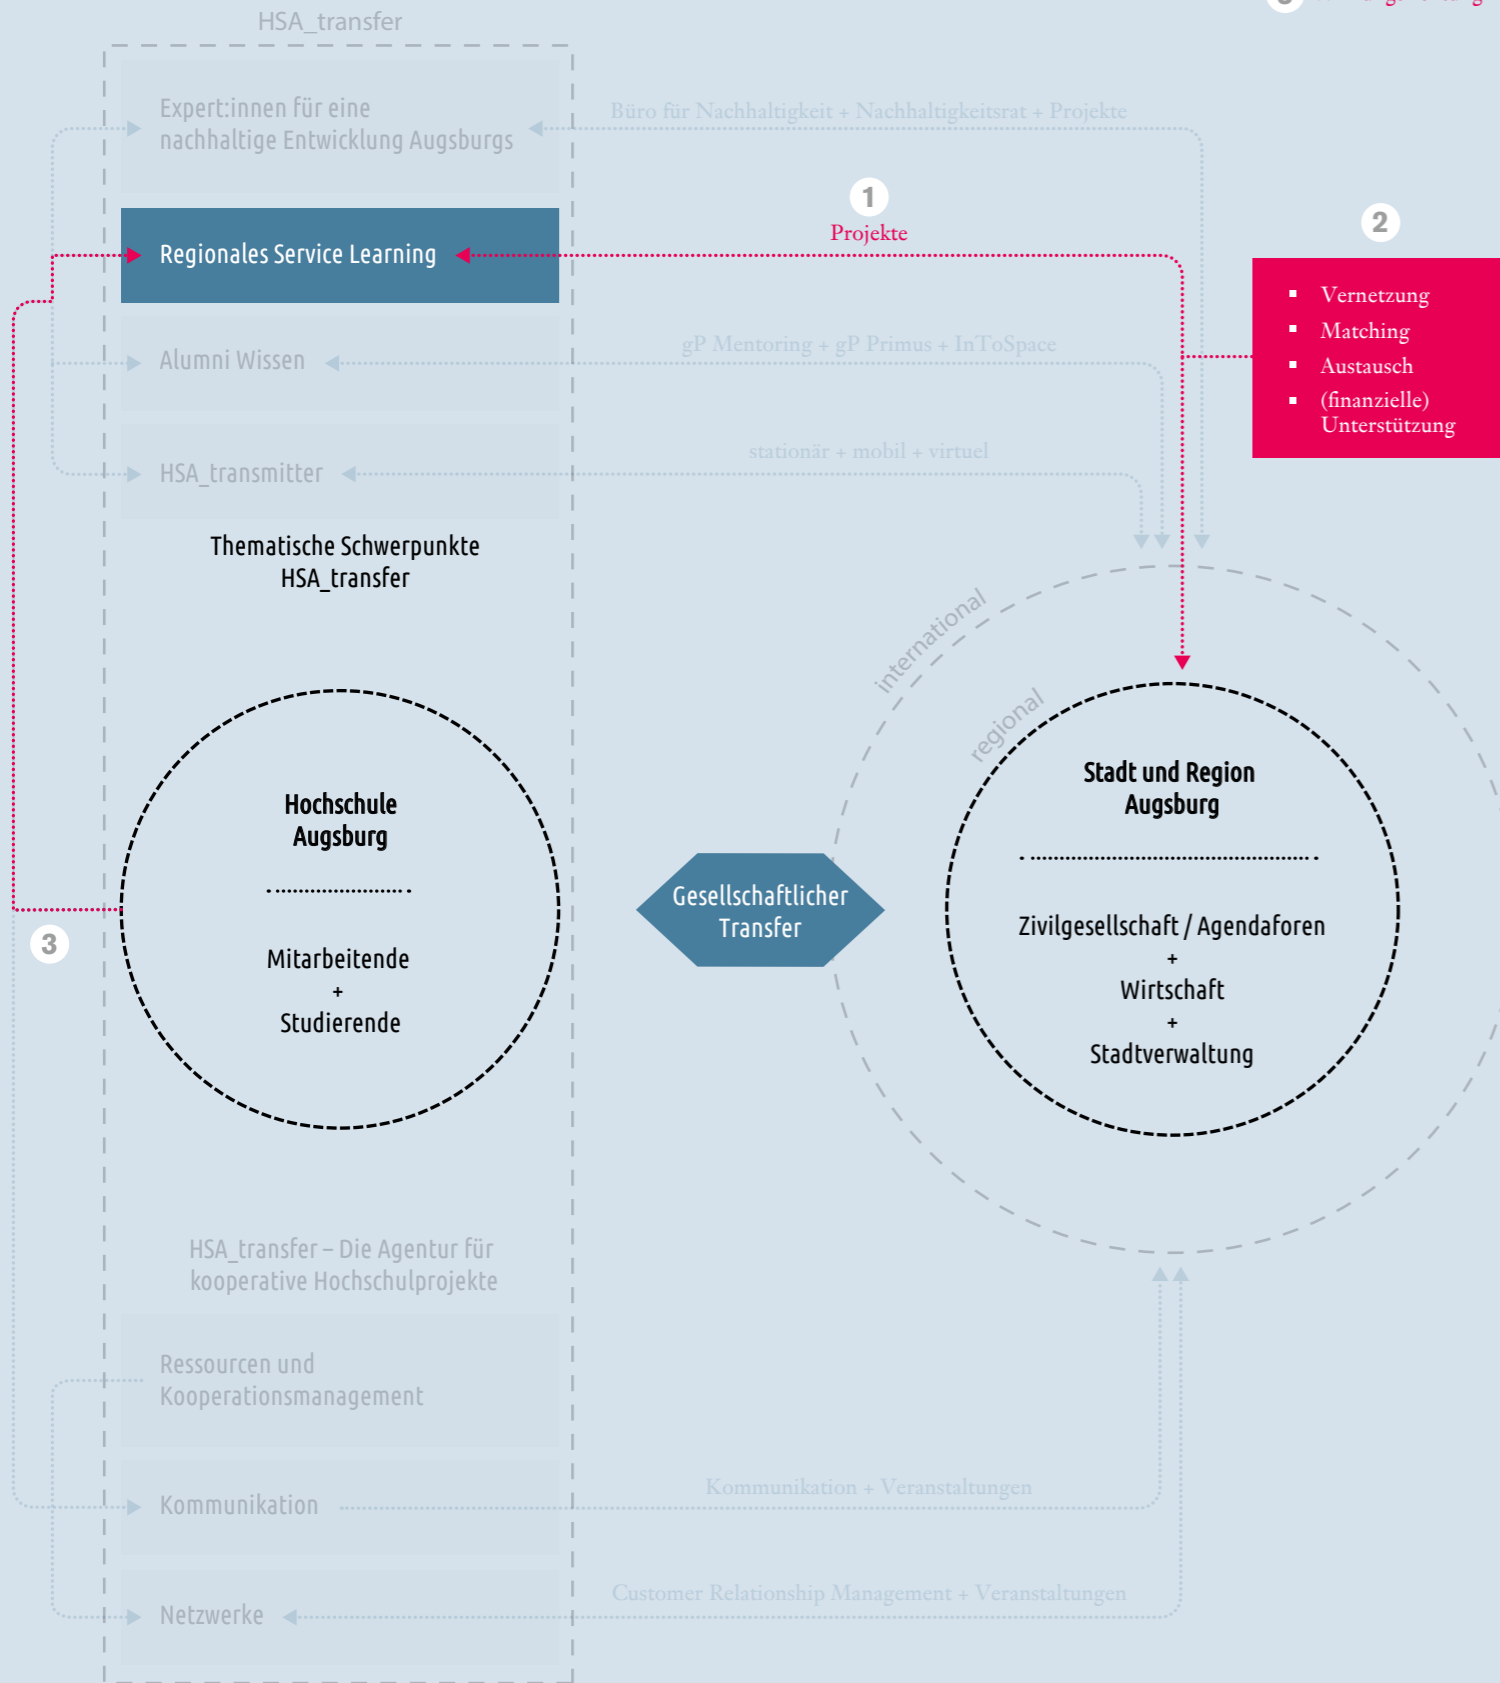 HSA_transfer
Expert:innen für eine
nachhaltige Entwicklung Augsburgs
Büro für Nachhaltigkeit + Nachhaltigkeitsrat + Projekte
1
Projekte
Regionales Service Learning
2
Vernetzung
Matching
Austausch
(finanzielle)
Unterstützung
Alumni Wissen
gP Mentoring + gP Primus + InToSpace
HSA_transmitter
stationär + mobil + virtuel
Thematische Schwerpunkte
HSA_transfer
international
regional
Hochschule
Augsburg
Mitarbeitende
+
Studierende
3
Gesellschaftlicher
Transfer
Stadt und Region
Augsburg
Zivilgesellschaft / Agendaforen
+
Wirtschaft
+
Stadtverwaltung
HSA_transfer – Die Agentur für
kooperative Hochschulprojekte
Ressourcen und
Kooperationsmanagement
Kommunikation
Kommunikation + Veranstaltungen
Netzwerke
Customer Relationship Management + Veranstaltungen